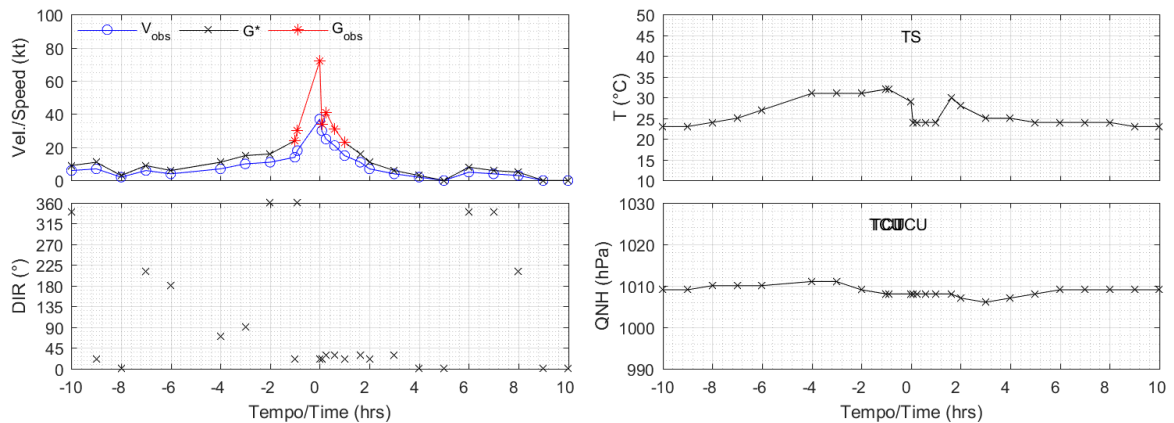 V_obs G* G_obs
Vel./Speed (kt)
100
80
60
40
20
0
DIR (°)
360
315
270
225
180
135
90
45
0
-10 -8 -6 -4 -2 0 2 4 6 8 10
Tempo/Time (hrs)
TS
T (°C)
50
45
40
35
30
25
20
15
10
QNH (hPa)
1030
1020
1010
1000
990
-10 -8 -6 -4 -2 0 2 4 6 8 10
Tempo/Time (hrs)